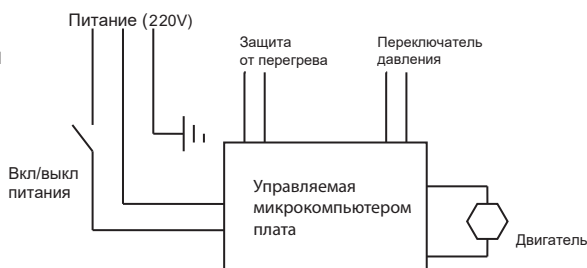 Питание (220V)
Защита
от перегрева
Переключатель
давления
Вкл/выкл
питания
Управляемая
микрокомпьютером
плата
Двигатель